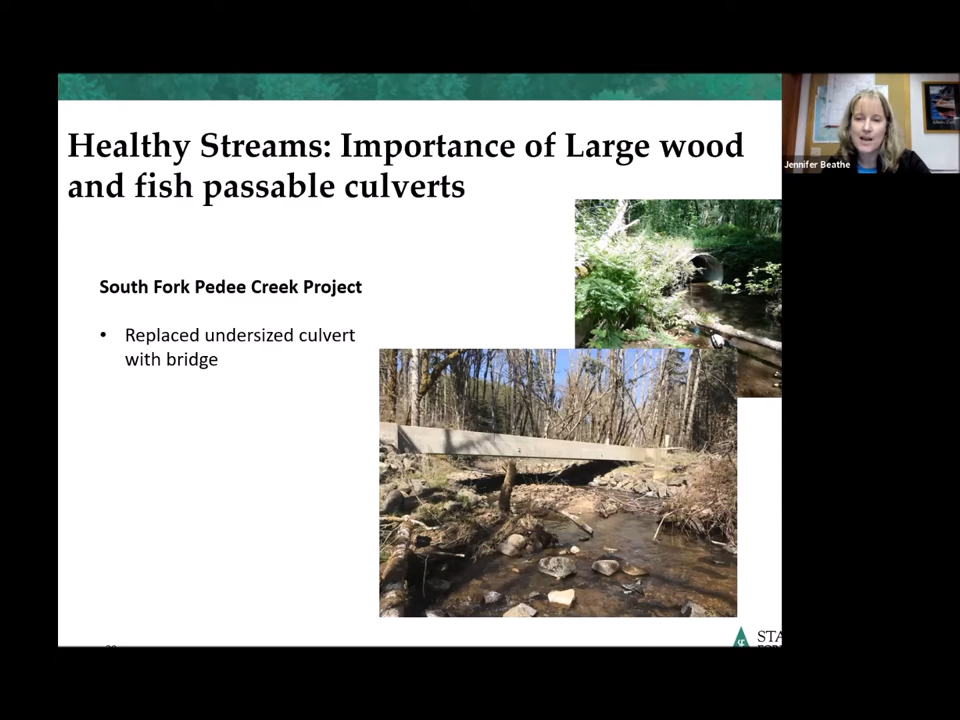 Healthy Streams: Importance of Large wood
and fish passable culverts
Jennifer Beathe
South Fork Pedee Creek Project
• Replaced undersized culvert
with bridge
STA